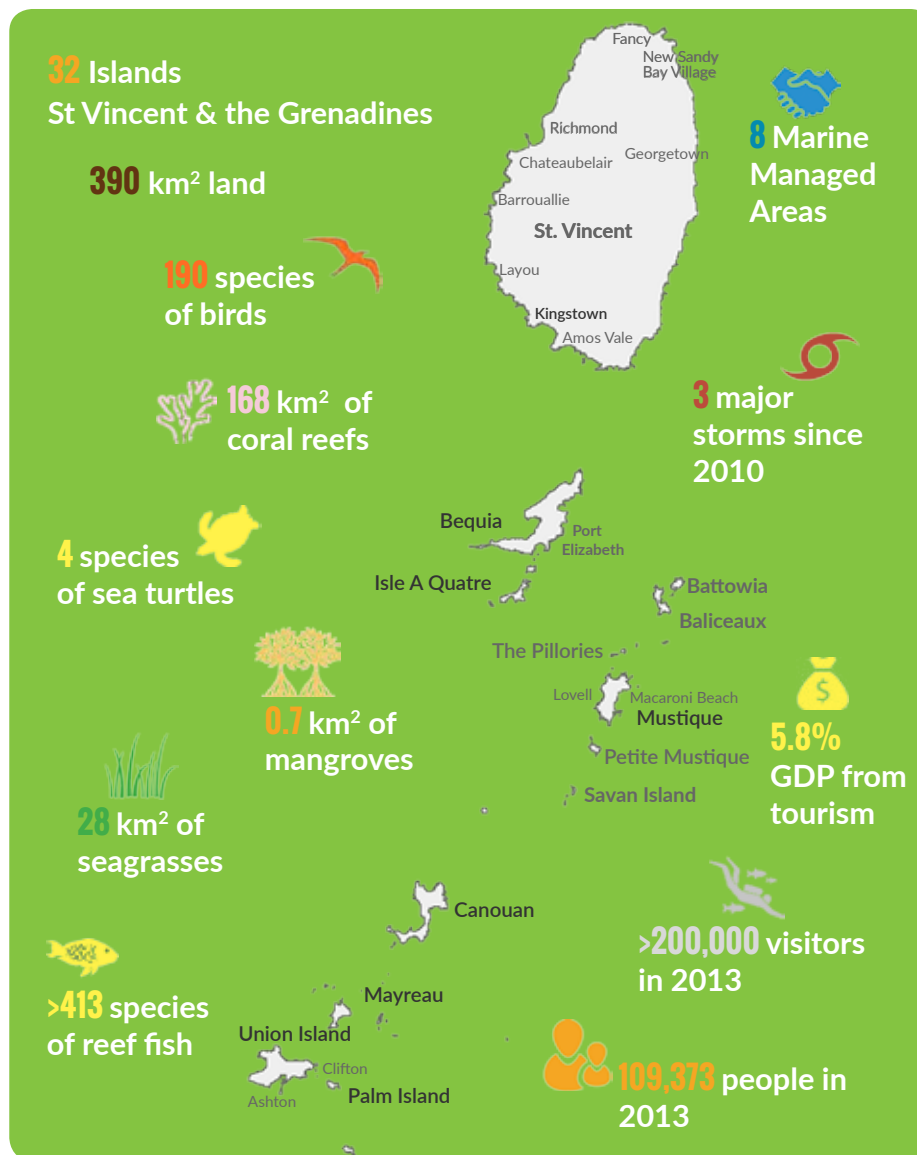 32 Islands
St Vincent & the Grenadines
390 km² land
190 species
of birds
168 km² of
coral reefs
4 species
of sea turtles
0.7 km² of
mangroves
28 km² of
seagrasses
>413 species
of reef fish
Fancy
New Sandy
Bay Village
Richmond
Chateaubelair
Georgetown
Barrouallie
St. Vincent
Layou
Kingstown
Amos Vale
Bequia
Port
Elizabeth
Isle A Quatre
Battowia
Baliceaux
The Pillories
Lovell
Macaroni Beach
Mustique
Petite Mustique
Savan Island
Canouan
Mayreau
Union Island
Clifton
Ashton
Palm Island
8 Marine
Managed
Areas
3 major
storms since
2010
$
5.8%
GDP from
tourism
>200,000 visitors
in 2013
109,373 people in
2013